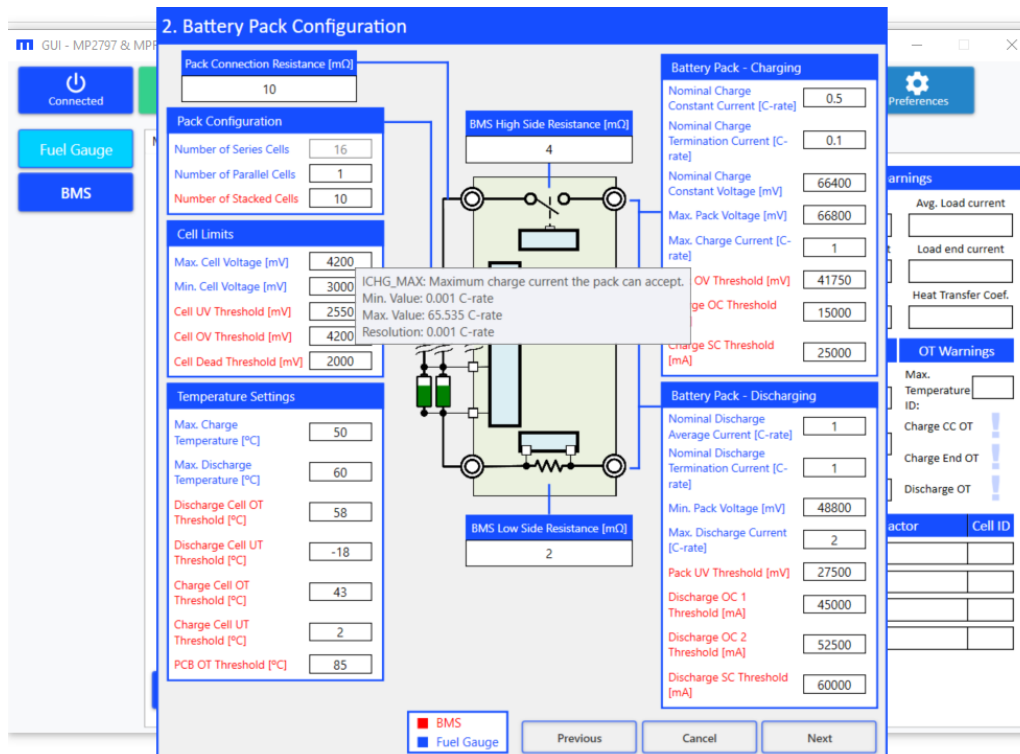 2. Battery Pack Configuration
GUI - MP2797 & MPF
Connected
Preferences
Fuel Gauge
BMS
Pack Connection Resistance [mΩ]
10
Pack Configuration
Number of Series Cells 16
Number of Parallel Cells 1
Number of Stacked Cells 10
Cell Limits
Max. Cell Voltage [mV] 4200
Min. Cell Voltage [mV] 3000
Cell UV Threshold [mV] 2550
Cell OV Threshold [mV] 4200
Cell Dead Threshold [mV] 2000
Temperature Settings
Max. Charge
Temperature [ºC] 50
Max. Discharge
Temperature [ºC] 60
Discharge Cell OT
Threshold [ºC] 58
Discharge Cell UT
Threshold [ºC] -18
Charge Cell OT
Threshold [ºC] 43
Charge Cell UT
Threshold [ºC] 2
PCB OT Threshold [ºC] 85
BMS High Side Resistance [mΩ]
4
ICHG_MAX: Maximum charge current the pack can accept.
Min. Value: 0.001 C-rate
Max. Value: 65.535 C-rate
Resolution: 0.001 C-rate
BMS Low Side Resistance [mΩ]
2
Battery Pack - Charging
Nominal Charge
Constant Current [C-rate] 0.5
Nominal Charge
Termination Current [C-
rate] 0.1
Nominal Charge
Constant Voltage [mV] 66400
Max. Pack Voltage [mV] 66800
Max. Charge Current [C-
rate] 1
OV Threshold [mV] 41750
ge OC Threshold
15000
Charge SC Threshold
[mA] 25000
Battery Pack - Discharging
Nominal Discharge
Average Current [C-rate] 1
Nominal Discharge
Termination Current [C-
rate] 1
Min. Pack Voltage [mV] 48800
Max. Discharge Current
[C-rate] 2
Pack UV Threshold [mV] 27500
Discharge OC 1
Threshold [mA] 45000
Discharge OC 2
Threshold [mA] 52500
Discharge SC Threshold
[mA] 60000
BMS
Fuel Gauge
Previous
Cancel
Next
arnings
Avg. Load current
Load end current
Heat Transfer Coef.
OT Warnings
Max.
Temperature
ID:
Charge CC OT
Charge End OT
Discharge OT
actor
Cell ID